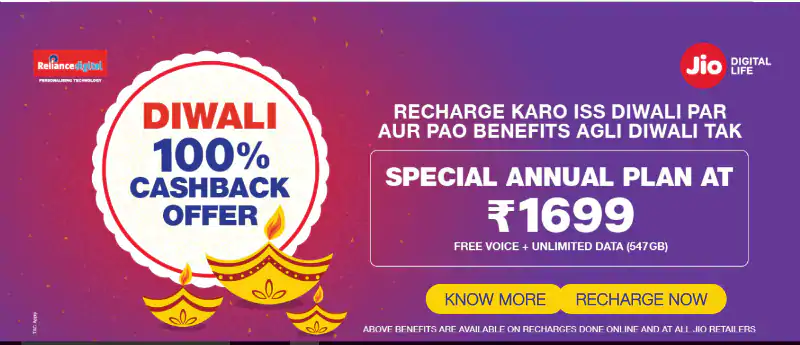 Reliance digital
PERSONALISING TECHNOLOGY
Jio
DIGITAL
LIFE
DIWALI
100%
CASHBACK
OFFER
RECHARGE KARO ISS DIWALI PAR
AUR PAO BENEFITS AGLI DIWALI TAK
SPECIAL ANNUAL PLAN AT
₹1699
FREE VOICE + UNLIMITED DATA (547GB)
KNOW MORE
RECHARGE NOW
ABOVE BENEFITS ARE AVAILABLE ON RECHARGES DONE ONLINE AND AT ALL JIO RETAILERS